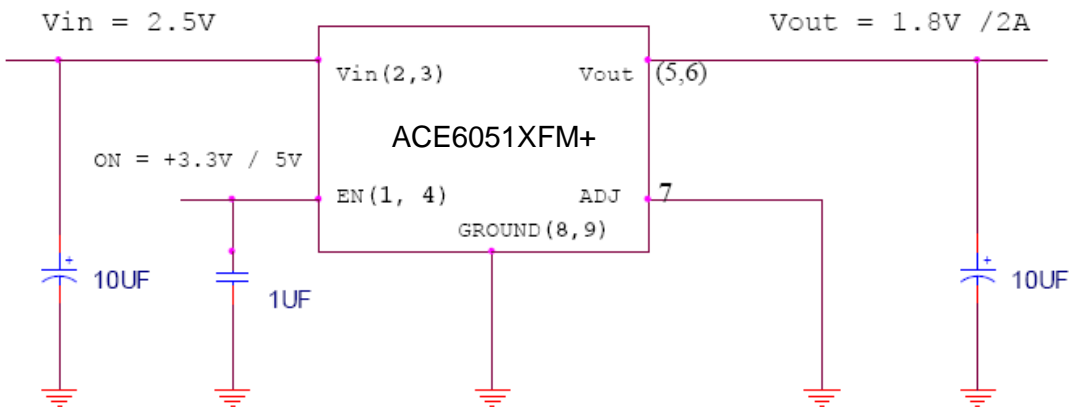 Vin = 2.5V
Vout = 1.8V /2A
Vin(2,3)
Vout
(5,6)
ACE6051XFM+
ON = +3.3V / 5V
EN(1, 4)
ADJ
7
GROUND(8,9)
+
10UF
1UF
+
10UF